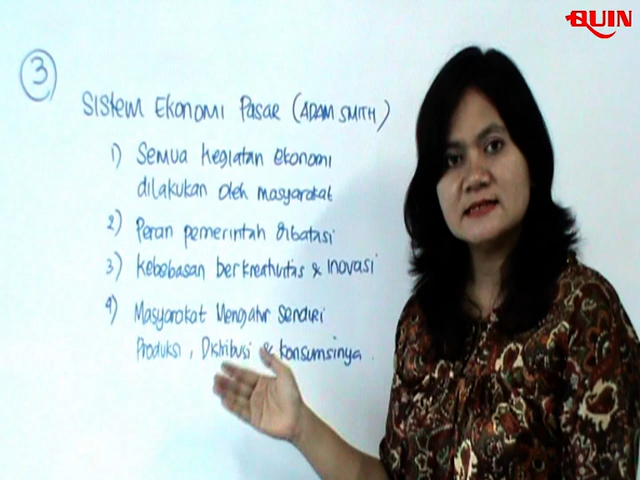 QUIN
3
Sistem Ekonomi Pasar (ADAM SMITH)
1) Semua Kegiatan Ekonomi
dilakukan oleh masyarakat
2) Peran pemerintah dibatasi
3) Kebebasan berkreativitas & Inovasi
4) Masyarakat Mengatur Sendiri
Produksi, Distribusi & Konsumsinya.